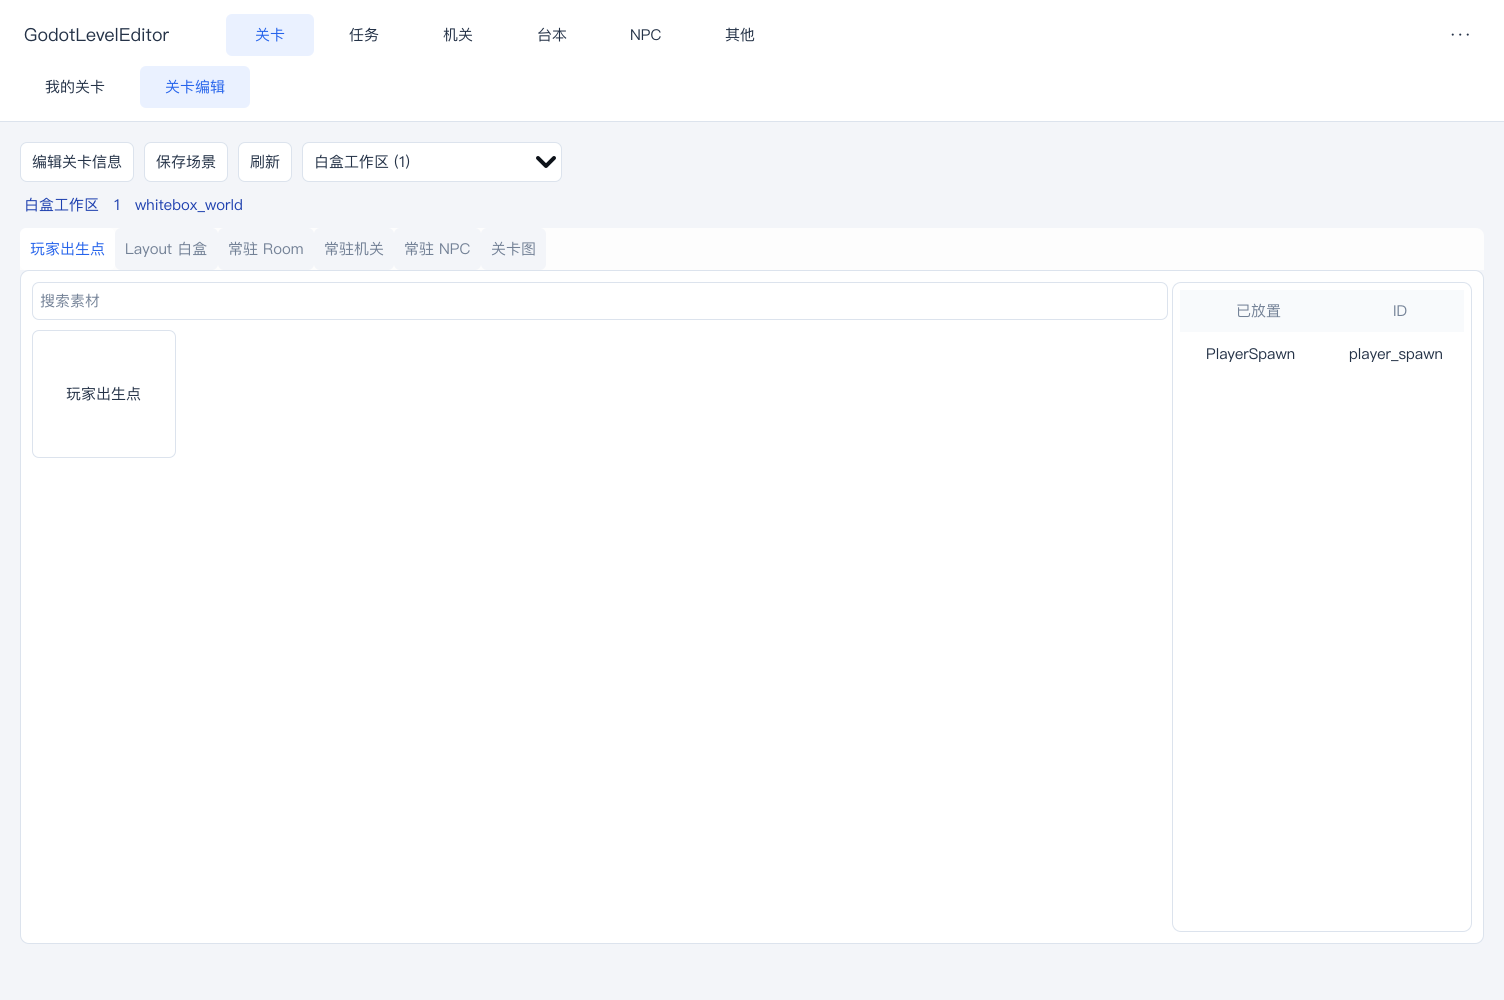 GodotLevelEditor 关卡 任务 机关 台本 NPC 其他 ···
我的关卡 关卡编辑
编辑关卡信息 保存场景 刷新 白盒工作区 (1)
白盒工作区 1 whitebox_world
玩家出生点 Layout 白盒 常驻 Room 常驻机关 常驻 NPC 关卡图
搜索素材
已放置 ID
PlayerSpawn player_spawn
玩家出生点